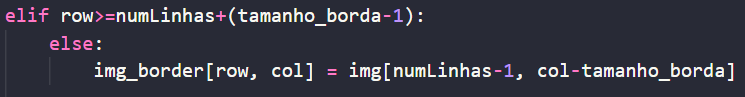 elif row>=numLinhas+(tamanho_borda-1):
else:
img_border[row, col] = img[numLinhas-1, col-tamanho_borda]